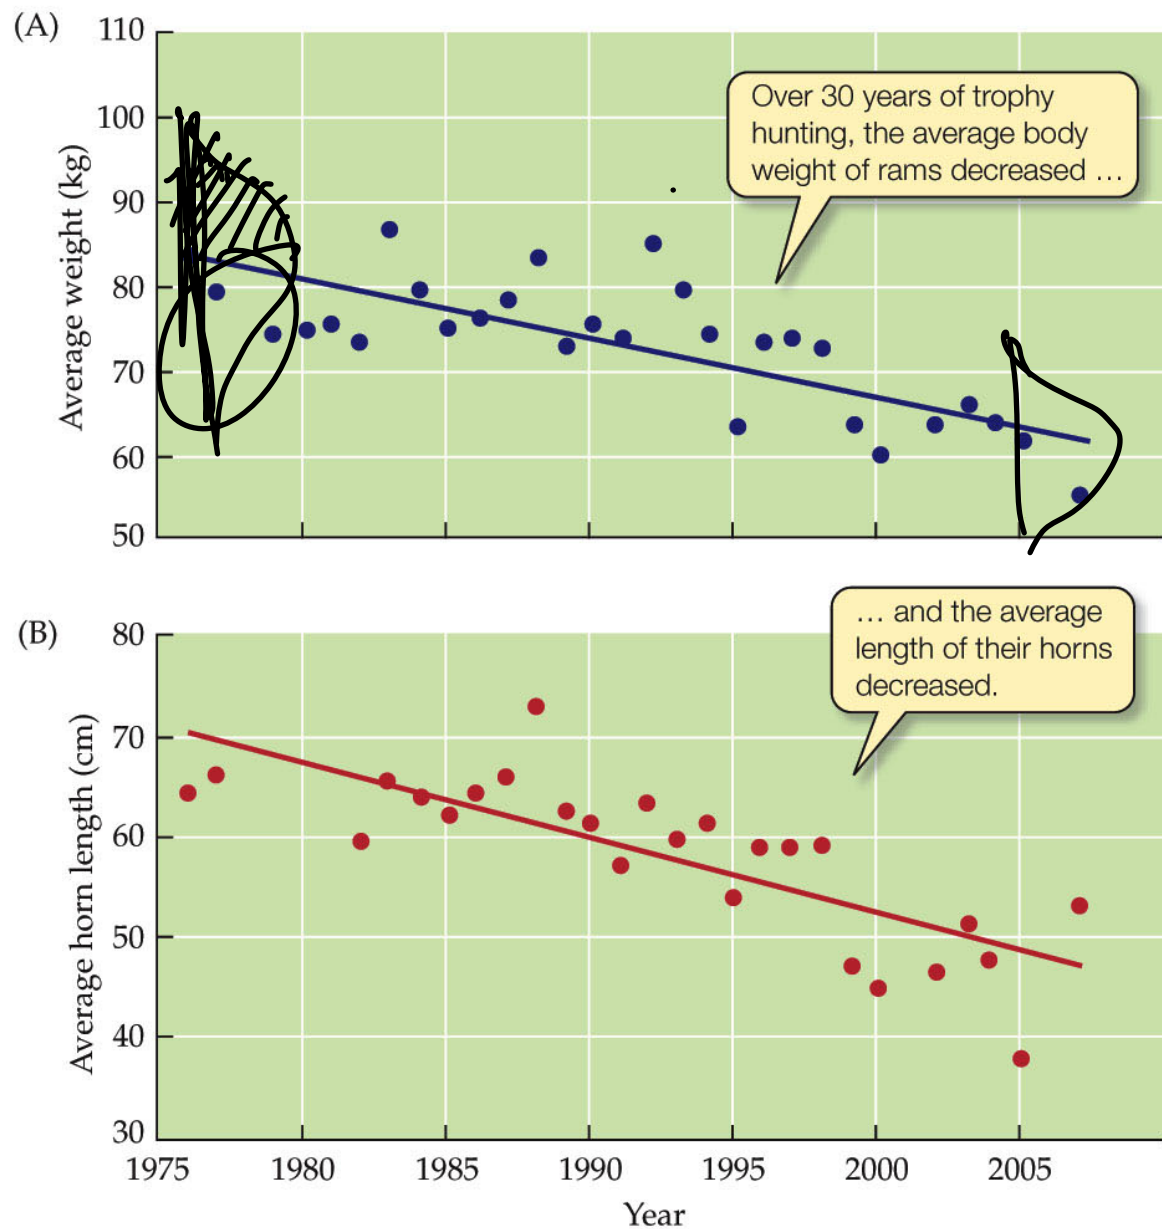 (A)
110
100
90
80
70
60
50
Average weight (kg)
Over 30 years of trophy
hunting, the average body
weight of rams decreased …
(B)
80
70
60
50
40
30
Average horn length (cm)
… and the average
length of their horns
decreased.
1975 1980 1985 1990 1995 2000 2005
Year